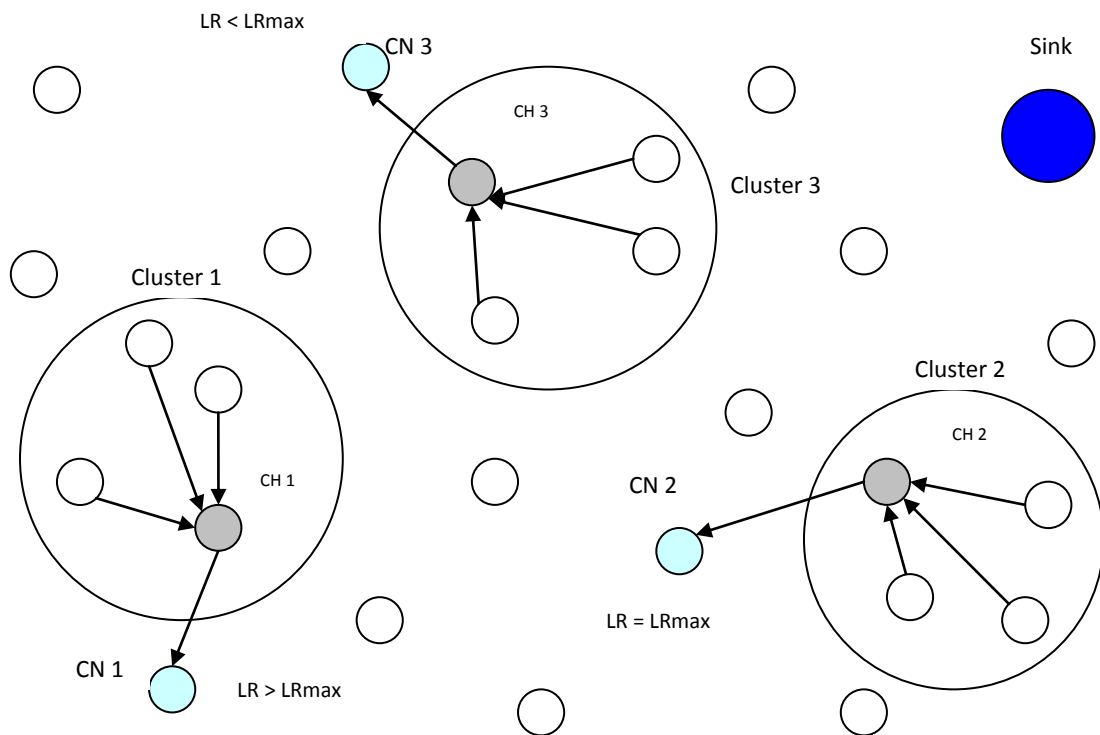 LR < LRmax
CN 3
Sink
CH 3
Cluster 3
Cluster 1
Cluster 2
CH 2
CH 1
CN 2
LR = LRmax
CN 1
LR > LRmax